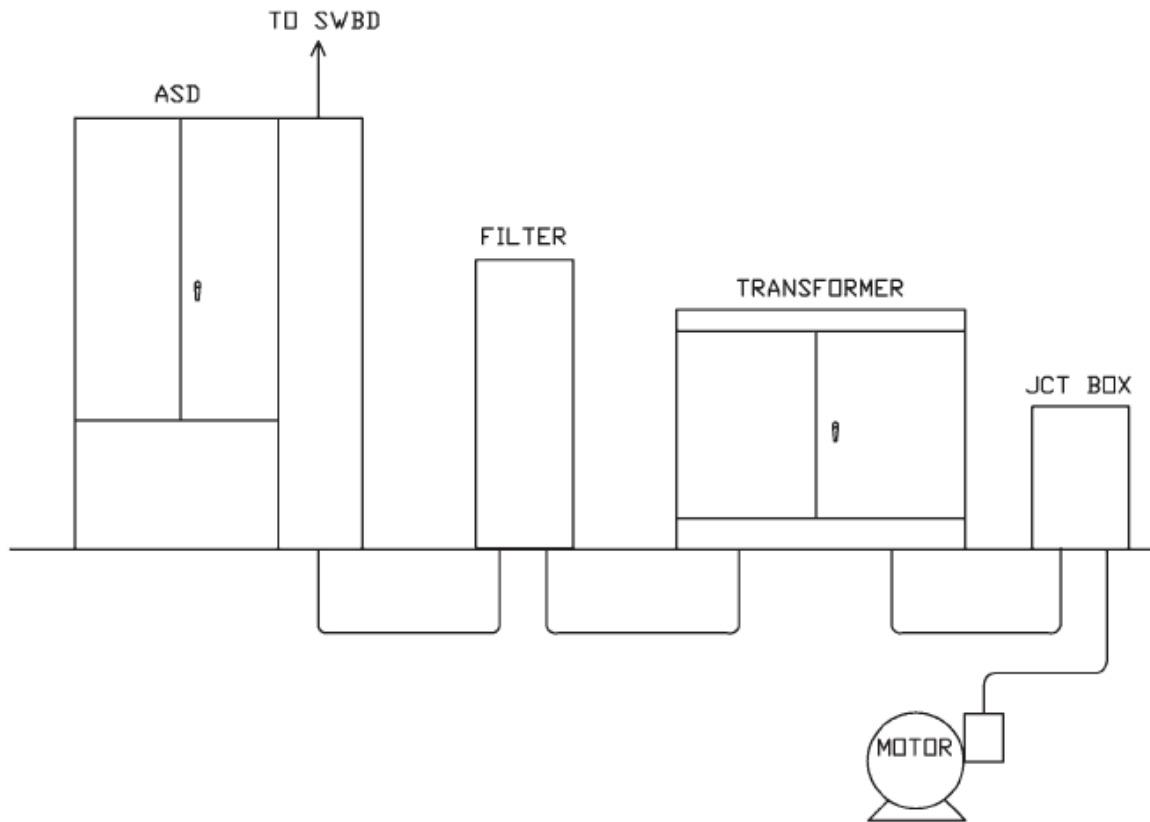 TO SWBD
ASD
FILTER
TRANSFORMER
JCT BOX
MOTOR